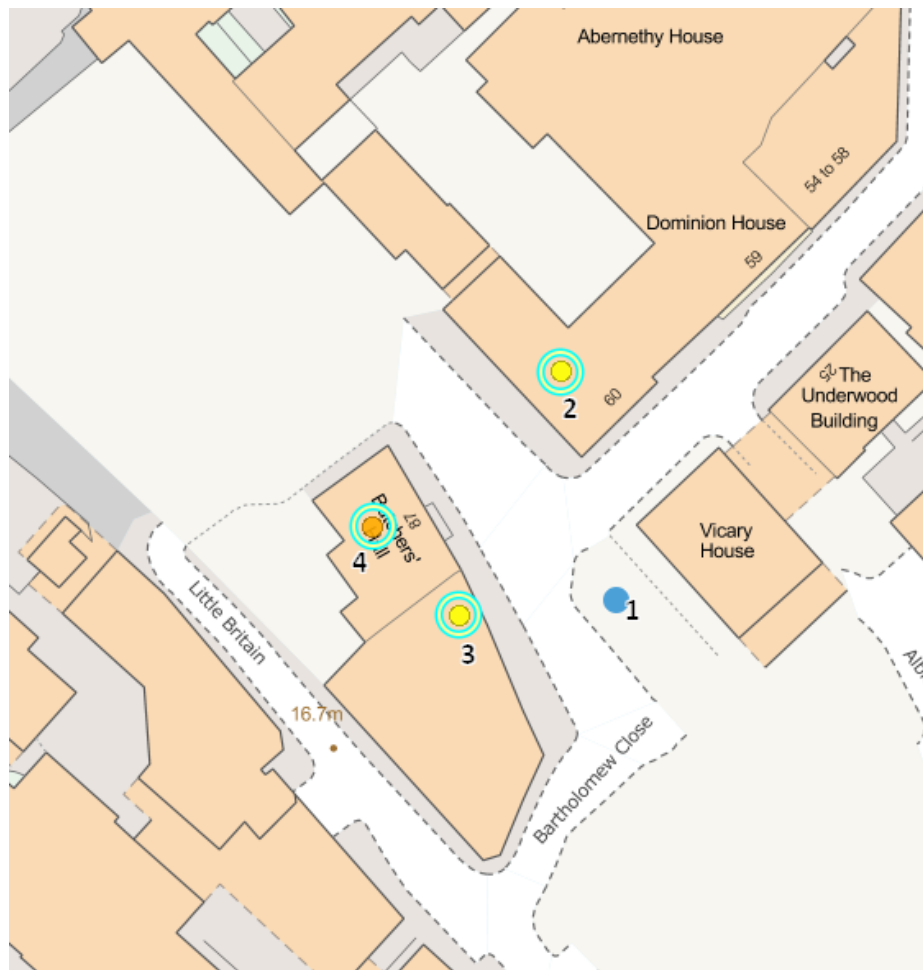 Abernethy House
54 to 58
Dominion House
59
25
The
Underwood
Building
60
2
87
Vicary
House
4
1
Little Britain
3
16.7m
Bartholomew Close